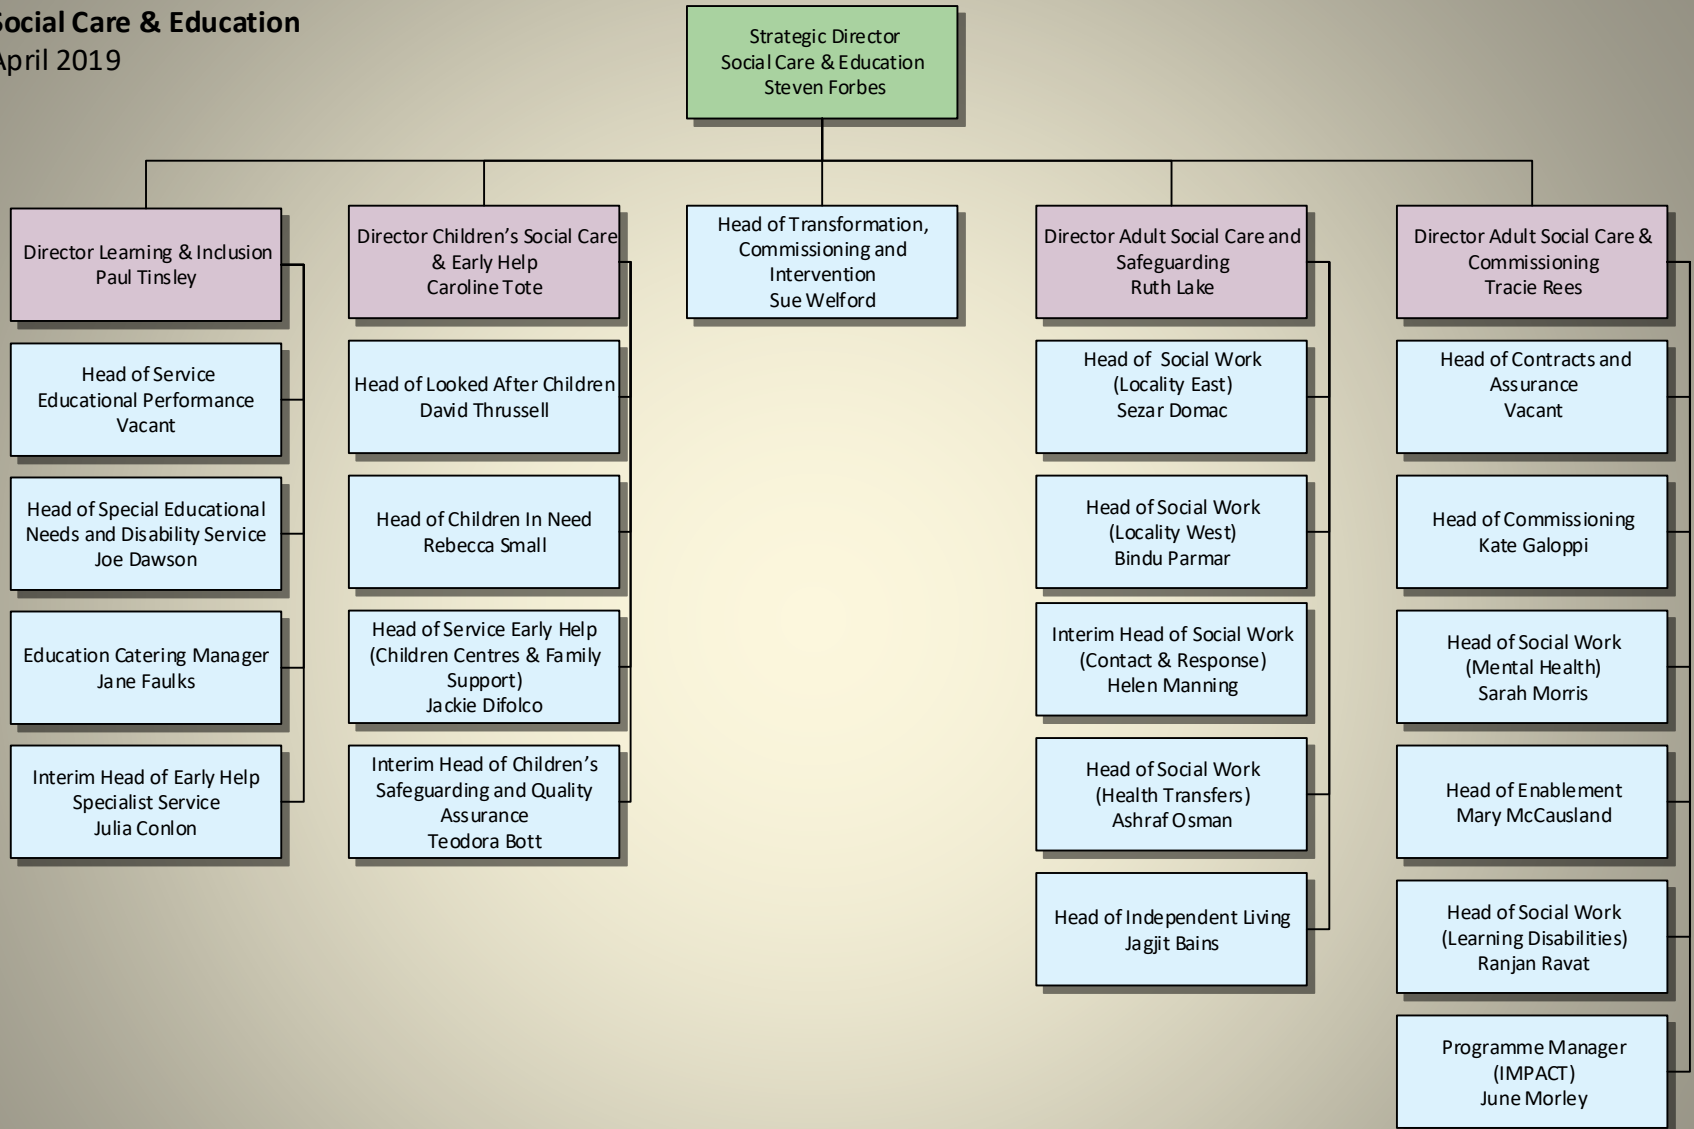 Social Care & Education
April 2019
Strategic Director
Social Care & Education
Steven Forbes
Director Learning & Inclusion
Paul Tinsley
Head of Service
Educational Performance
Vacant
Head of Special Educational
Needs and Disability Service
Joe Dawson
Education Catering Manager
Jane Faulks
Interim Head of Early Help
Specialist Service
Julia Conlon
Director Children's Social Care
& Early Help
Caroline Tote
Head of Looked After Children
David Thrussell
Head of Children In Need
Rebecca Small
Head of Service Early Help
(Children Centres & Family
Support)
Jackie Difolco
Interim Head of Children's
Safeguarding and Quality
Assurance
Teodora Bott
Head of Transformation,
Commissioning and
Intervention
Sue Welford
Director Adult Social Care and
Safeguarding
Ruth Lake
Head of Social Work
(Locality East)
Sezar Domac
Head of Social Work
(Locality West)
Bindu Parmar
Interim Head of Social Work
(Contact & Response)
Helen Manning
Head of Social Work
(Health Transfers)
Ashraf Osman
Head of Independent Living
Jagjit Bains
Director Adult Social Care &
Commissioning
Tracie Rees
Head of Contracts and
Assurance
Vacant
Head of Commissioning
Kate Galoppi
Head of Social Work
(Mental Health)
Sarah Morris
Head of Enablement
Mary McCausland
Head of Social Work
(Learning Disabilities)
Ranjan Ravat
Programme Manager
(IMPACT)
June Morley